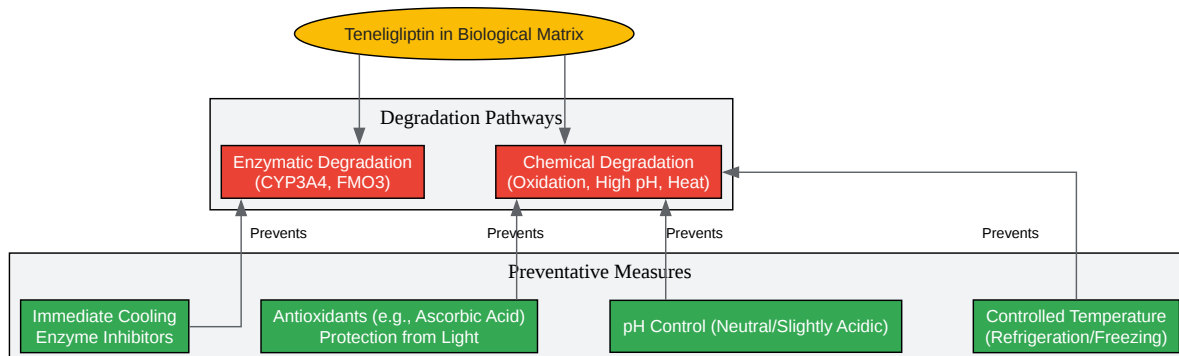 Teneligliptin in Biological Matrix
Degradation Pathways
Enzymatic Degradation
(CYP3A4, FMO3)
Chemical Degradation
(Oxidation, High pH, Heat)
Prevents
Prevents
Prevents
Prevents
Preventative Measures
Immediate Cooling
Enzyme Inhibitors
Antioxidants (e.g., Ascorbic Acid)
Protection from Light
pH Control (Neutral/Slightly Acidic)
Controlled Temperature
(Refrigeration/Freezing)